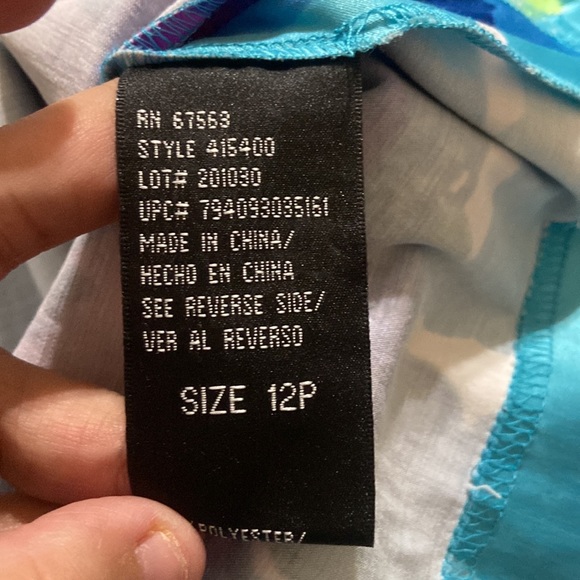 RN 67563
STYLE 415400
LOT# 201030
UPC# 794093035161
MADE IN CHINA/
HECHO EN CHINA
SEE REVERSE SIDE/
VER AL REVERSO
SIZE 12P
POLYESTER/